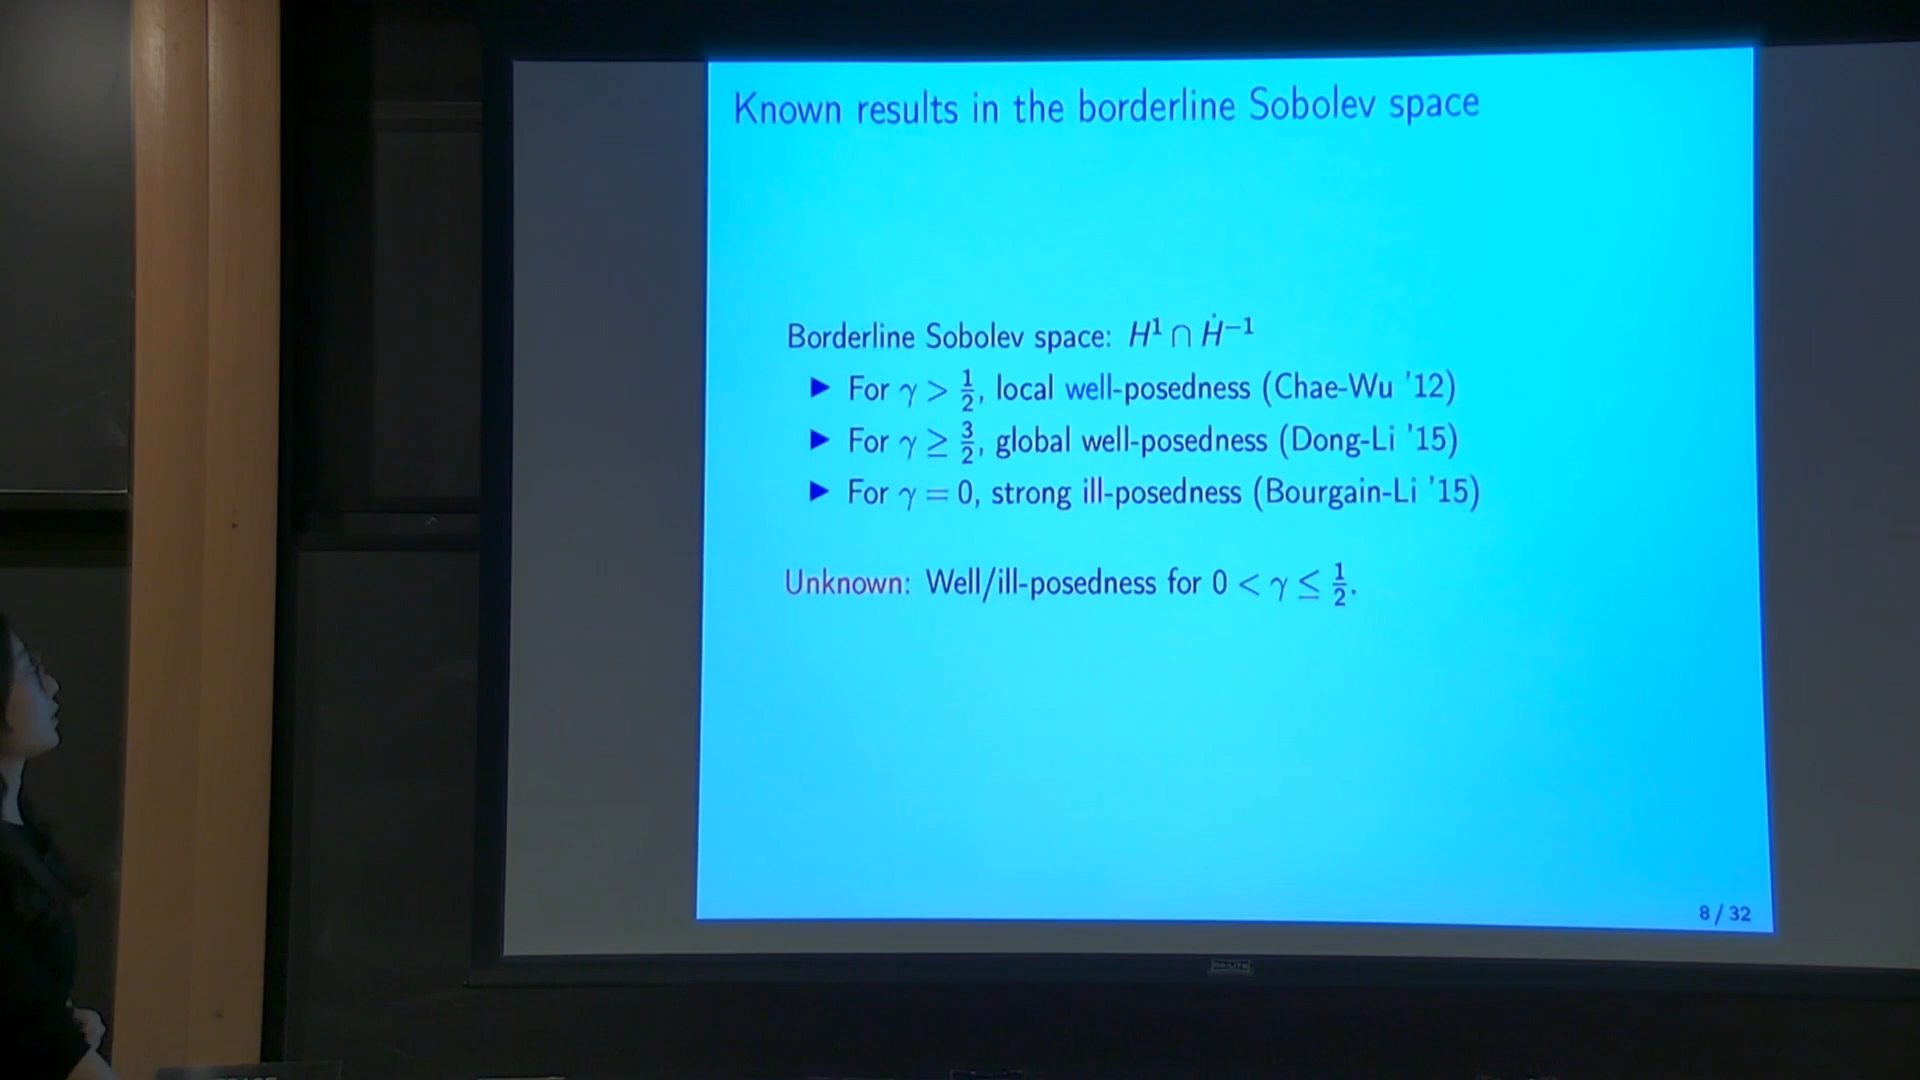 Known results in the borderline Sobolev space
Borderline Sobolev space: H¹ ∩ Ḣ⁻¹
▶ For γ > 1/2, local well-posedness (Chae-Wu '12)
▶ For γ ≥ 3/2, global well-posedness (Dong-Li '15)
▶ For γ = 0, strong ill-posedness (Bourgain-Li '15)
Unknown: Well/ill-posedness for 0 < γ ≤ 1/2.
8 / 32